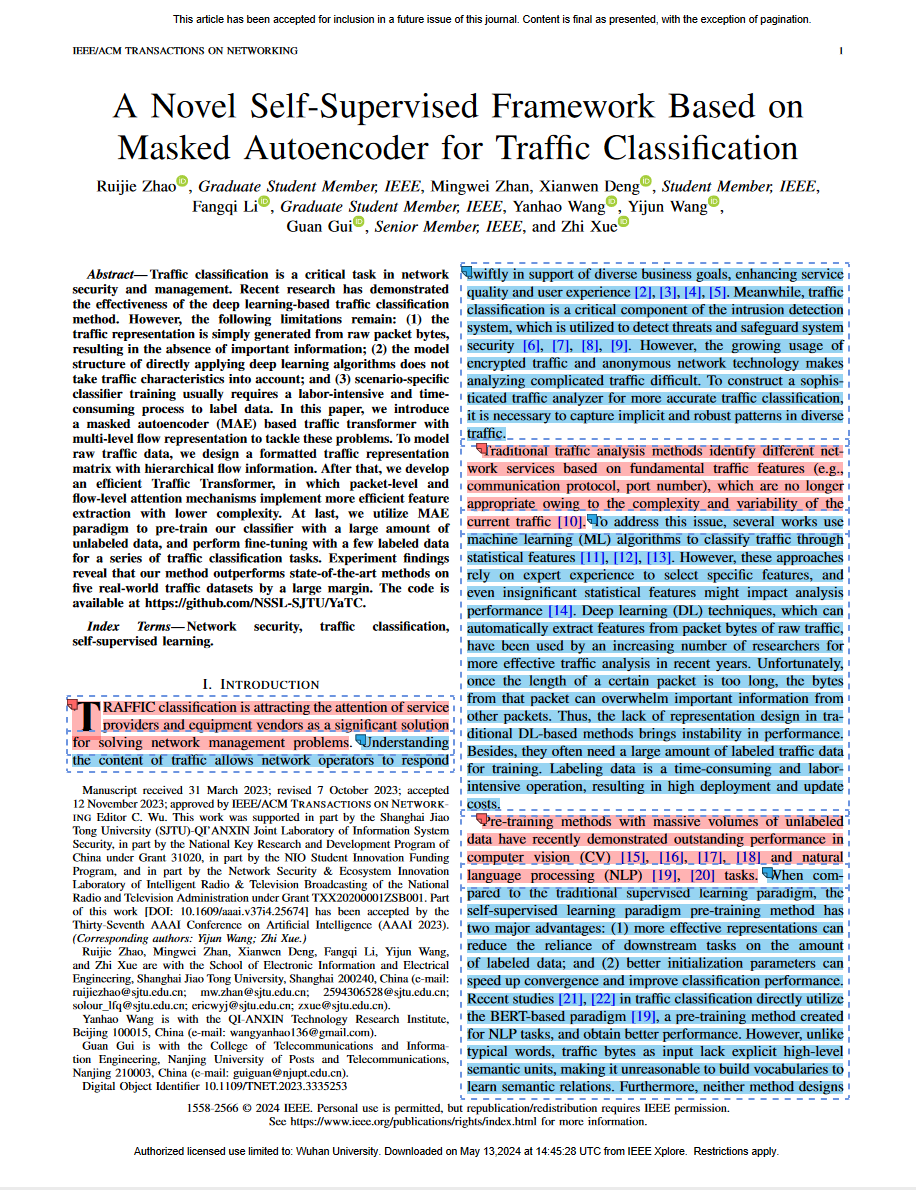 This article has been accepted for inclusion in a future issue of this journal. Content is final as presented, with the exception of pagination.
IEEE/ACM TRANSACTIONS ON NETWORKING
1
A Novel Self-Supervised Framework Based on
Masked Autoencoder for Traffic Classification
Ruijie Zhao, Graduate Student Member, IEEE, Mingwei Zhan, Xianwen Deng, Student Member, IEEE,
Fangqi Li, Graduate Student Member, IEEE, Yanhao Wang, Yijun Wang,
Guan Gui, Senior Member, IEEE, and Zhi Xue
Abstract—Traffic classification is a critical task in network
security and management. Recent research has demonstrated
the effectiveness of the deep learning-based traffic classification
method. However, the following limitations remain: (1) the
traffic representation is simply generated from raw packet bytes,
resulting in the absence of important information; (2) the model
structure of directly applying deep learning algorithms does not
take traffic characteristics into account; and (3) scenario-specific
classifier training usually requires a labor-intensive and time-
consuming process to label data. In this paper, we introduce
a masked autoencoder (MAE) based traffic transformer with
multi-level flow representation to tackle these problems. To model
raw traffic data, we design a formatted traffic representation
matrix with hierarchical flow information. After that, we develop
an efficient Traffic Transformer, in which packet-level and
flow-level attention mechanisms implement more efficient feature
extraction with lower complexity. At last, we utilize MAE
paradigm to pre-train our classifier with a large amount of
unlabeled data, and perform fine-tuning with a few labeled data
for a series of traffic classification tasks. Experiment findings
reveal that our method outperforms state-of-the-art methods on
five real-world traffic datasets by a large margin. The code is
available at https://github.com/NSSL-SJTU/YaTC.
Index Terms—Network security, traffic classification,
self-supervised learning.
I. INTRODUCTION
TRAFFIC classification is attracting the attention of service
providers and equipment vendors as a significant solution
for solving network management problems. Understanding
the content of traffic allows network operators to respond
Manuscript received 31 March 2023; revised 7 October 2023; accepted
12 November 2023; approved by IEEE/ACM TRANSACTIONS ON NETWORK-
ING Editor C. Wu. This work was supported in part by the Shanghai Jiao
Tong University (SJTU)-QI'ANXIN Joint Laboratory of Information System
Security, in part by the National Key Research and Development Program of
China under Grant 31020, in part by the NIO Student Innovation Funding
Program, and in part by the Network Security & Ecosystem Innovation
Laboratory of Intelligent Radio & Television Broadcasting of the National
Radio and Television Administration under Grant TXX20200001ZSB001. Part
of this work [DOI: 10.1609/aaai.v37i4.25674] has been accepted by the
Thirty-Seventh AAAI Conference on Artificial Intelligence (AAAI 2023).
(Corresponding authors: Yijun Wang; Zhi Xue.)
Ruijie Zhao, Mingwei Zhan, Xianwen Deng, Fangqi Li, Yijun Wang,
and Zhi Xue are with the School of Electronic Information and Electrical
Engineering, Shanghai Jiao Tong University, Shanghai 200240, China (e-mail:
ruijiezhao@sjtu.edu.cn; mw.zhan@sjtu.edu.cn; 2594306528@sjtu.edu.cn;
solour_lfq@sjtu.edu.cn; ericwyj@sjtu.edu.cn; zxue@sjtu.edu.cn).
Yanhao Wang is with the QI-ANXIN Technology Research Institute,
Beijing 100015, China (e-mail: wangyanhao136@gmail.com).
Guan Gui is with the College of Telecommunications and Informa-
tion Engineering, Nanjing University of Posts and Telecommunications,
Nanjing 210003, China (e-mail: guiguan@njupt.edu.cn).
Digital Object Identifier 10.1109/TNET.2023.3335253
swiftly in support of diverse business goals, enhancing service
quality and user experience [2], [3], [4], [5]. Meanwhile, traffic
classification is a critical component of the intrusion detection
system, which is utilized to detect threats and safeguard system
security [6], [7], [8], [9]. However, the growing usage of
encrypted traffic and anonymous network technology makes
analyzing complicated traffic difficult. To construct a sophis-
ticated traffic analyzer for more accurate traffic classification,
it is necessary to capture implicit and robust patterns in diverse
traffic.
Traditional traffic analysis methods identify different net-
work services based on fundamental traffic features (e.g.,
communication protocol, port number), which are no longer
appropriate owing to the complexity and variability of the
current traffic [10]. To address this issue, several works use
machine learning (ML) algorithms to classify traffic through
statistical features [11], [12], [13]. However, these approaches
rely on expert experience to select specific features, and
even insignificant statistical features might impact analysis
performance [14]. Deep learning (DL) techniques, which can
automatically extract features from packet bytes of raw traffic,
have been used by an increasing number of researchers for
more effective traffic analysis in recent years. Unfortunately,
once the length of a certain packet is too long, the bytes
from that packet can overwhelm important information from
other packets. Thus, the lack of representation design in tra-
ditional DL-based methods brings instability in performance.
Besides, they often need a large amount of labeled traffic data
for training. Labeling data is a time-consuming and labor-
intensive operation, resulting in high deployment and update
costs.
Pre-training methods with massive volumes of unlabeled
data have recently demonstrated outstanding performance in
computer vision (CV) [15], [16], [17], [18] and natural
language processing (NLP) [19], [20] tasks. When com-
pared to the traditional supervised learning paradigm, the
self-supervised learning paradigm pre-training method has
two major advantages: (1) more effective representations can
reduce the reliance of downstream tasks on the amount
of labeled data; and (2) better initialization parameters can
speed up convergence and improve classification performance.
Recent studies [21], [22] in traffic classification directly utilize
the BERT-based paradigm [19], a pre-training method created
for NLP tasks, and obtain better performance. However, unlike
typical words, traffic bytes as input lack explicit high-level
semantic units, making it unreasonable to build vocabularies to
learn semantic relations. Furthermore, neither method designs
1558-2566 © 2024 IEEE. Personal use is permitted, but republication/redistribution requires IEEE permission.
See https://www.ieee.org/publications/rights/index.html for more information.
Authorized licensed use limited to: Wuhan University. Downloaded on May 13,2024 at 14:45:28 UTC from IEEE Xplore. Restrictions apply.